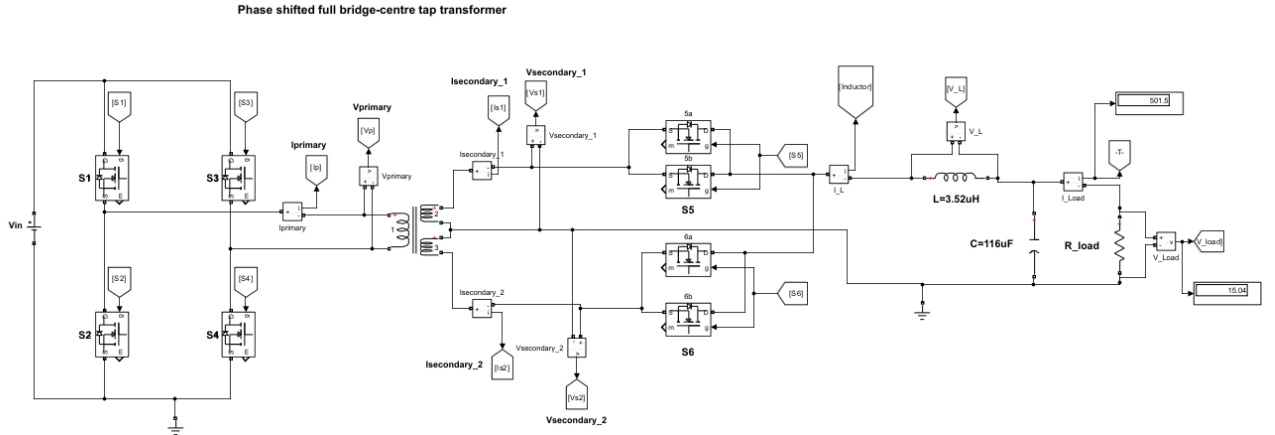 Phase shifted full bridge-centre tap transformer
Vin
[S1]
[S3]
S1
S3
[S2]
[S4]
S2
S4
Iprimary
[Ip]
Iprimary
Vprimary
[Vp]
Vprimary
1
2
3
Isecondary_1
[Is1]
Isecondary_1
Vsecondary_1
[Vs1]
Vsecondary_1
Isecondary_2
[Is2]
Isecondary_2
Vsecondary_2
[Vs2]
Vsecondary_2
5a
5b
[S5]
S5
6a
6b
[S6]
S6
[Inductor]
I_L
[V_L]
V_L
L=3.52uH
C=116uF
501.5
-T-
I_Load
R_load
V_Load
V_load]
15.04